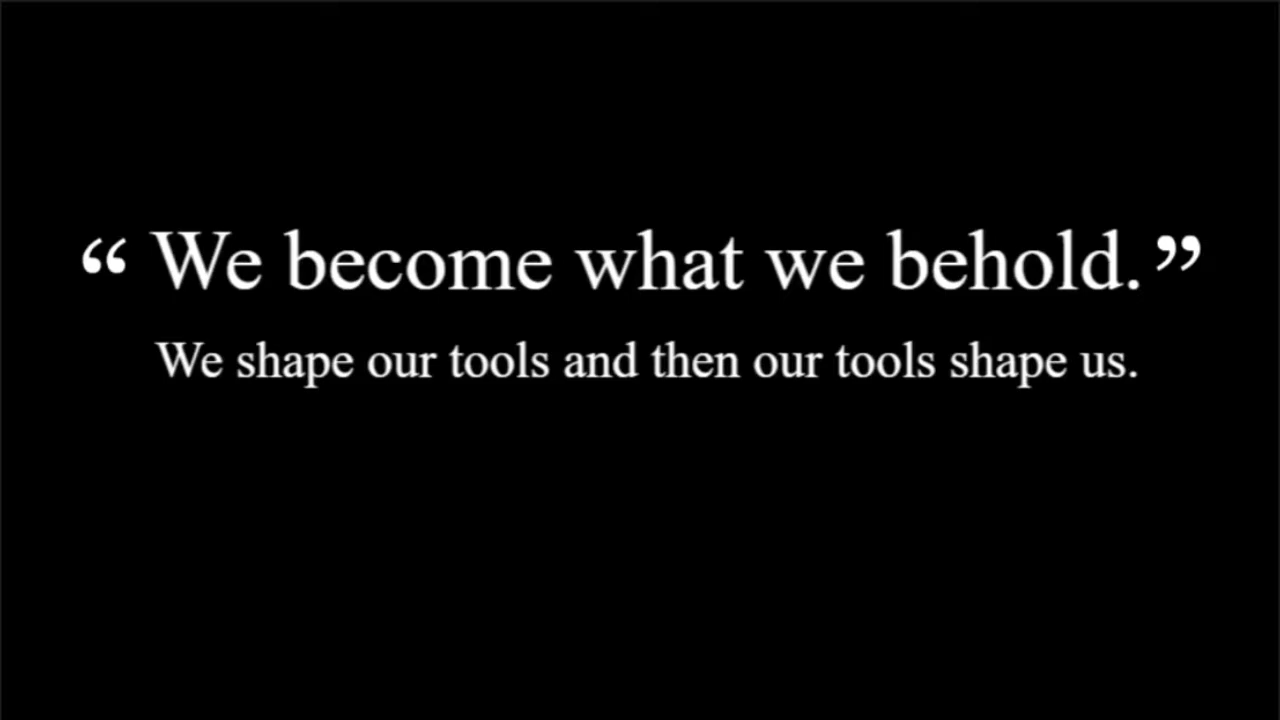 “ We become what we behold.”
We shape our tools and then our tools shape us.